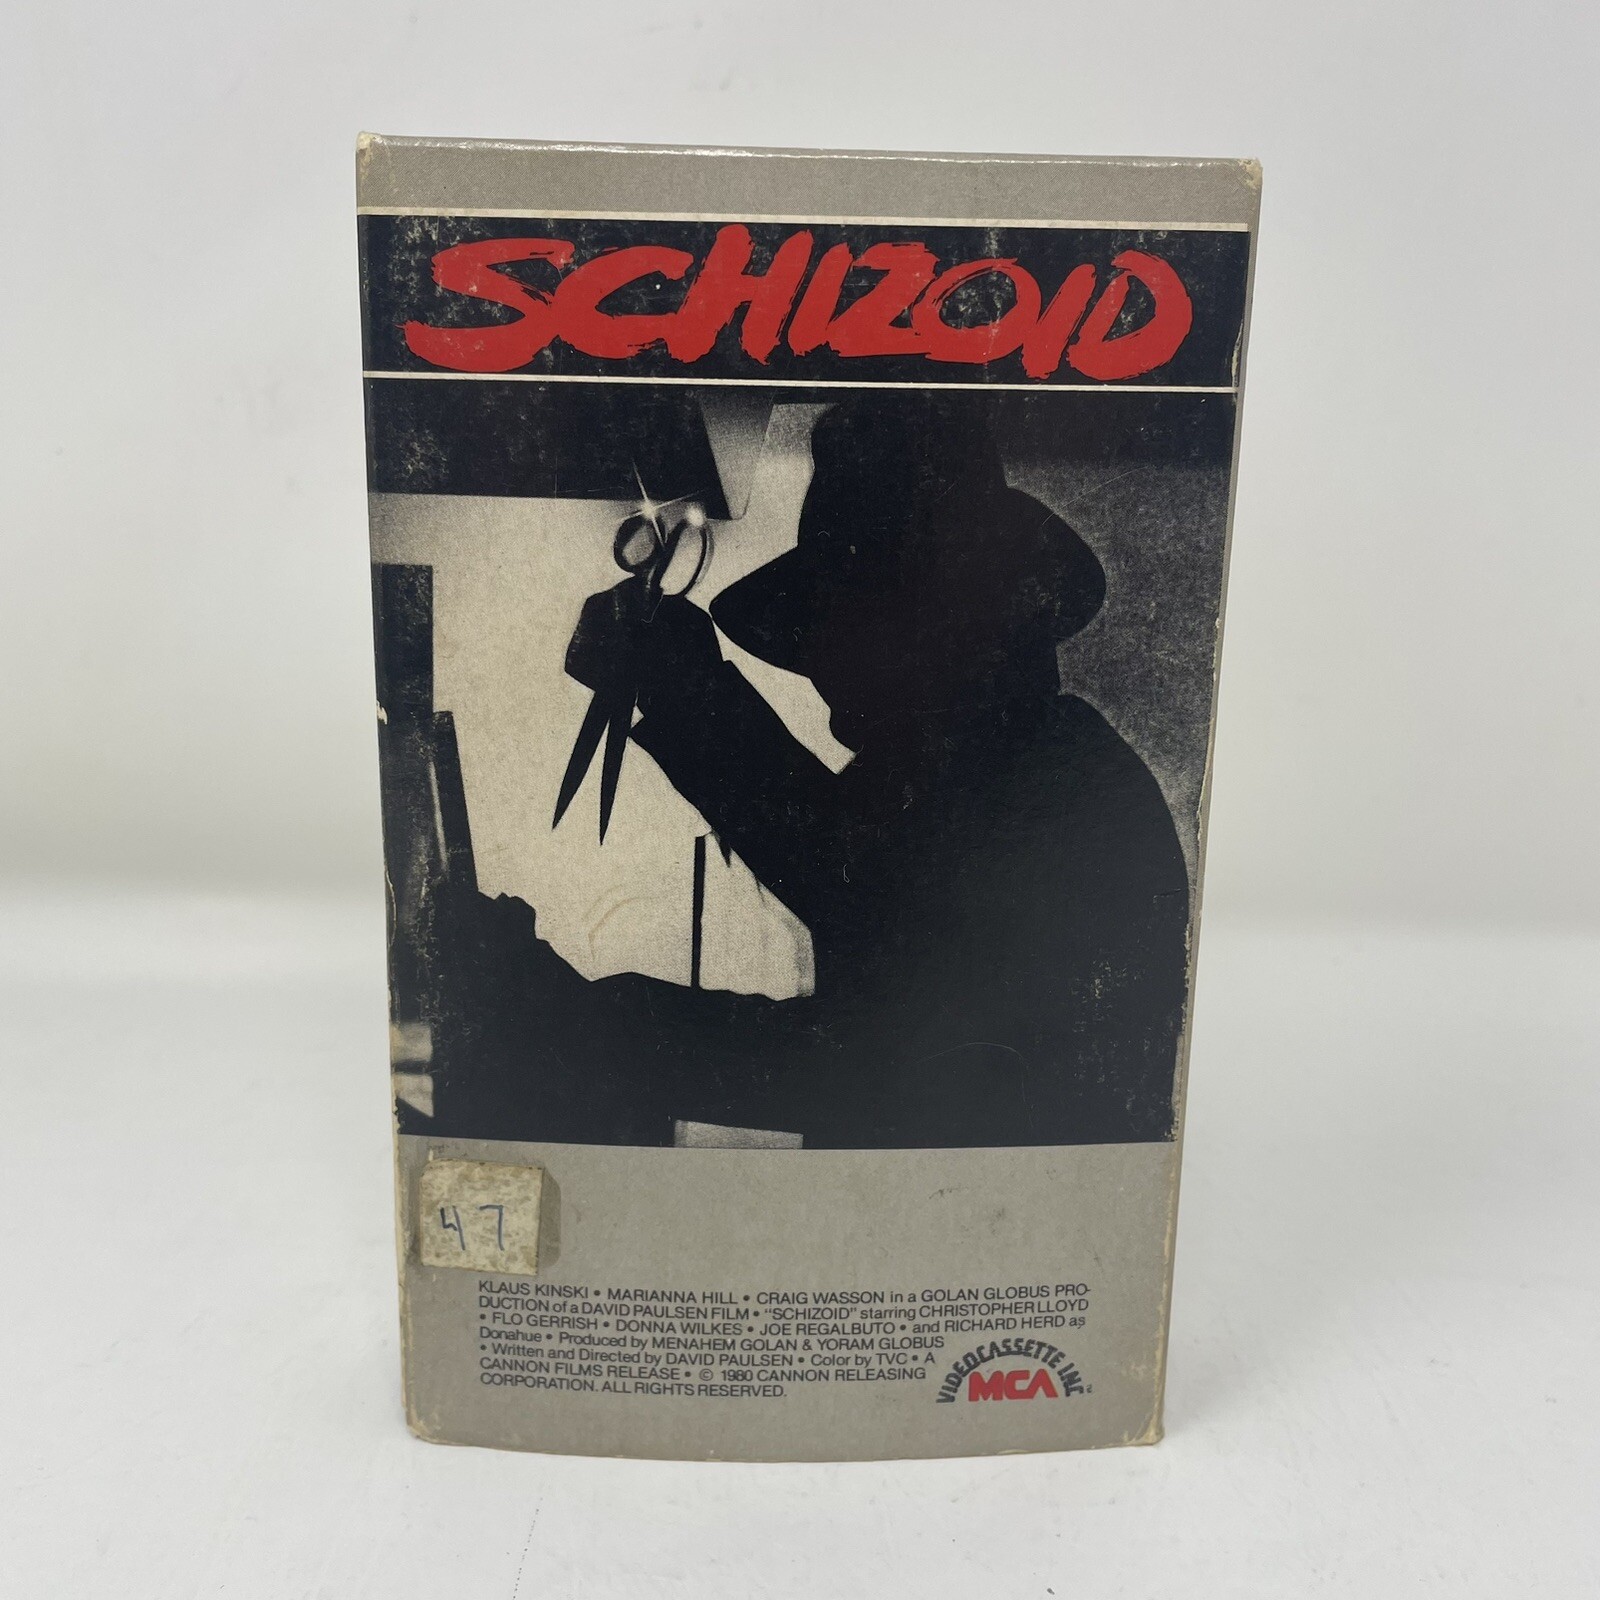 SCHIZOID
47
KLAUS KINSKI • MARIANNA HILL • CRAIG WASSON in a GOLAN GLOBUS PRO-
DUCTION of a DAVID PAULSEN FILM • "SCHIZOID" starring CHRISTOPHER LLOYD
• FLO GERRISH • DONNA WILKES • JOE REGALBUTO • and RICHARD HERD as
Donahue • Produced by MENAHEM GOLAN & YORAM GLOBUS
• Written and Directed by DAVID PAULSEN • Color by TVC • A
CANNON FILMS RELEASE • © 1980 CANNON RELEASING
CORPORATION. ALL RIGHTS RESERVED.
VIDEOCASSETTE INC™
MCA